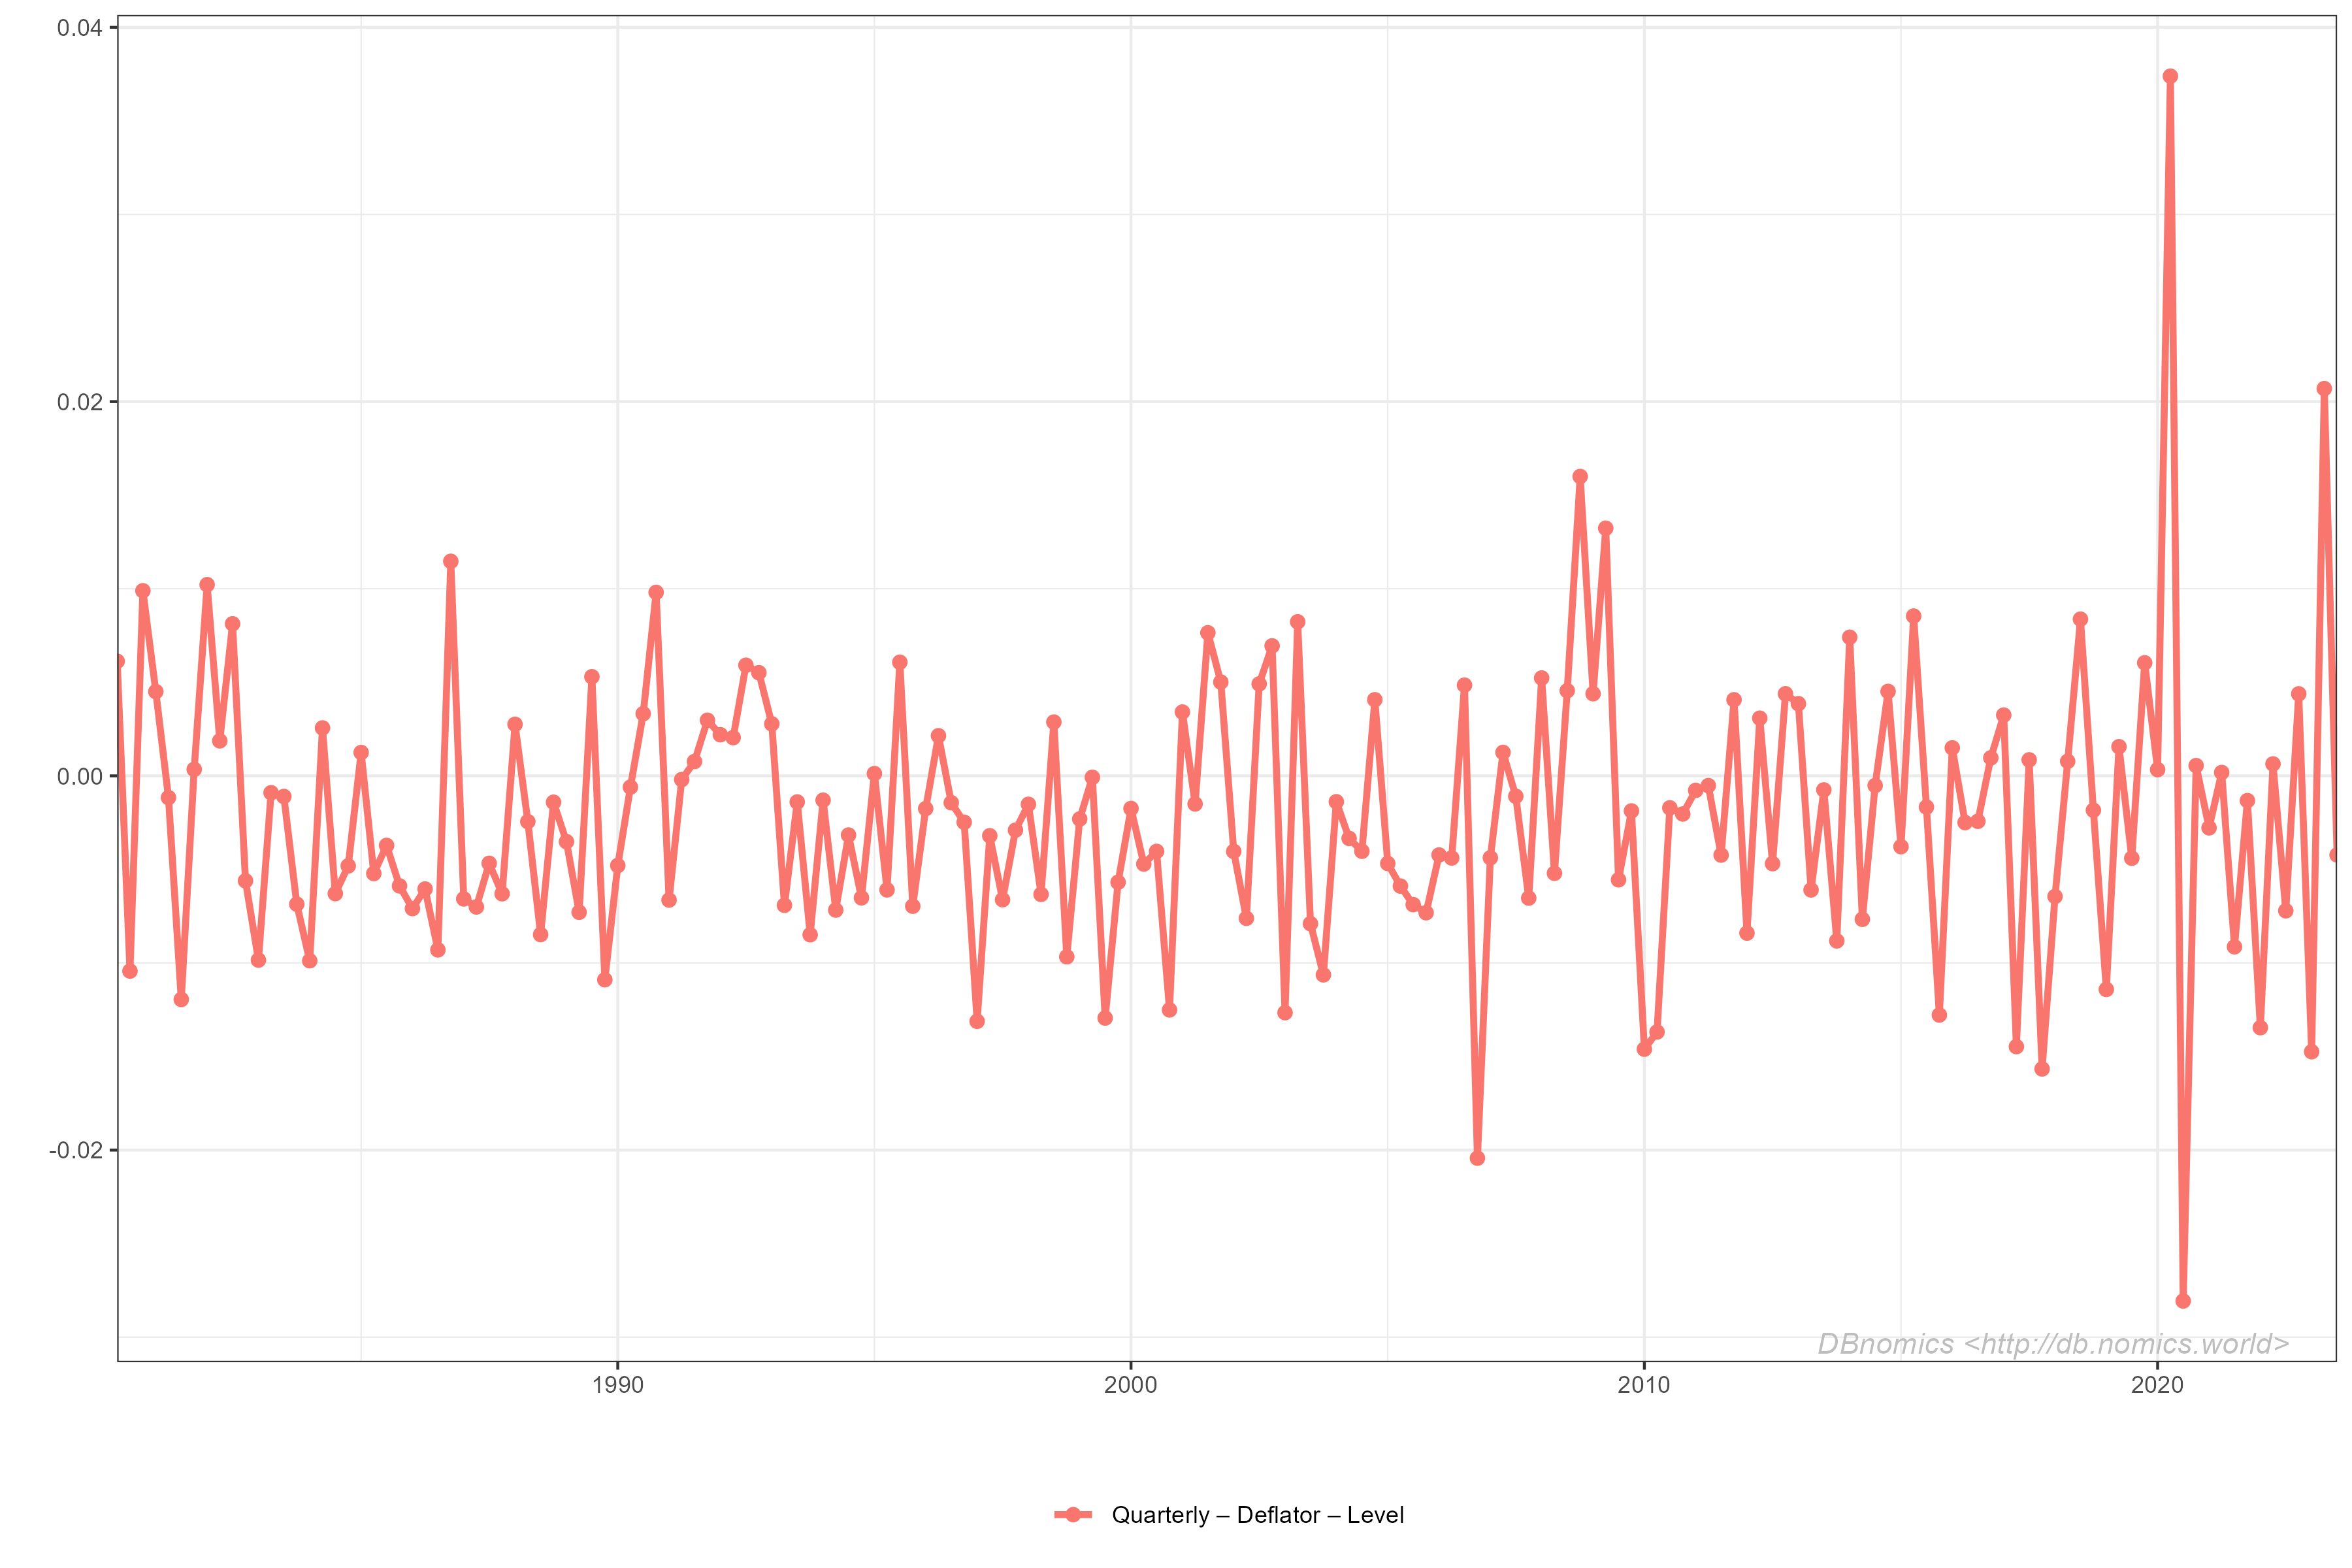 0.04
0.02
0.00
-0.02
DBnomics <http://db.nomics.world>
1990 2000 2010 2020
Quarterly – Deflator – Level